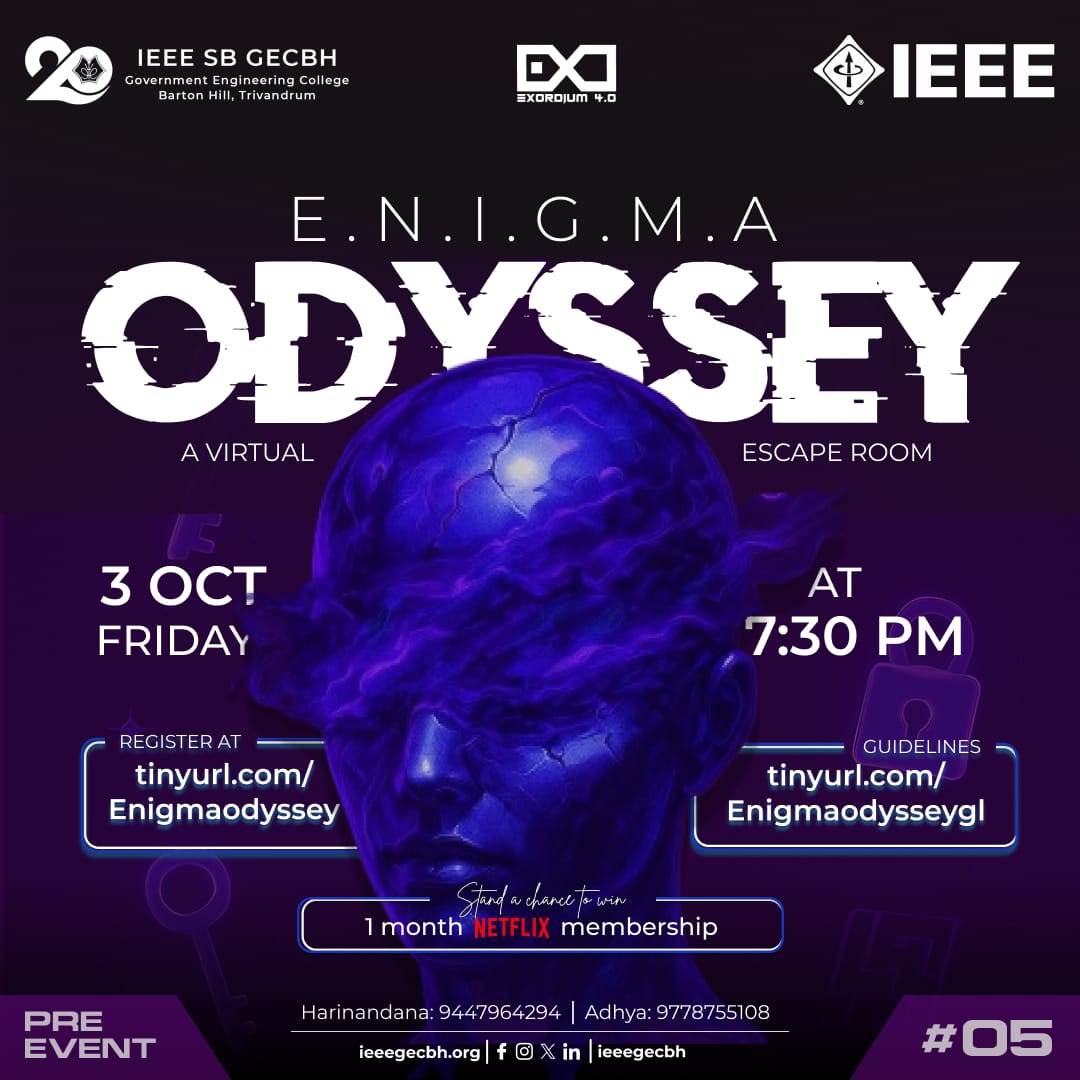 20
IEEE SB GECBH
Government Engineering College
Barton Hill, Trivandrum
EXORDIUM 4.0
IEEE
E.N.I.G.M.A
ODYSSEY
A VIRTUAL
ESCAPE ROOM
3 OCT
FRIDAY
AT
7:30 PM
REGISTER AT
tinyurl.com/
Enigmaodyssey
GUIDELINES
tinyurl.com/
Enigmaodysseygl
Stand a chance to win
1 month NETFLIX membership
Harinandana: 9447964294 | Adhya: 9778755108
ieeegecbh.org | | ieeegecbh
PRE
EVENT
#05